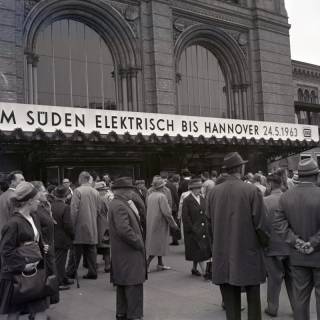 M SÜDEN ELEKTRISCH BIS HANNOVER 24.5.1963